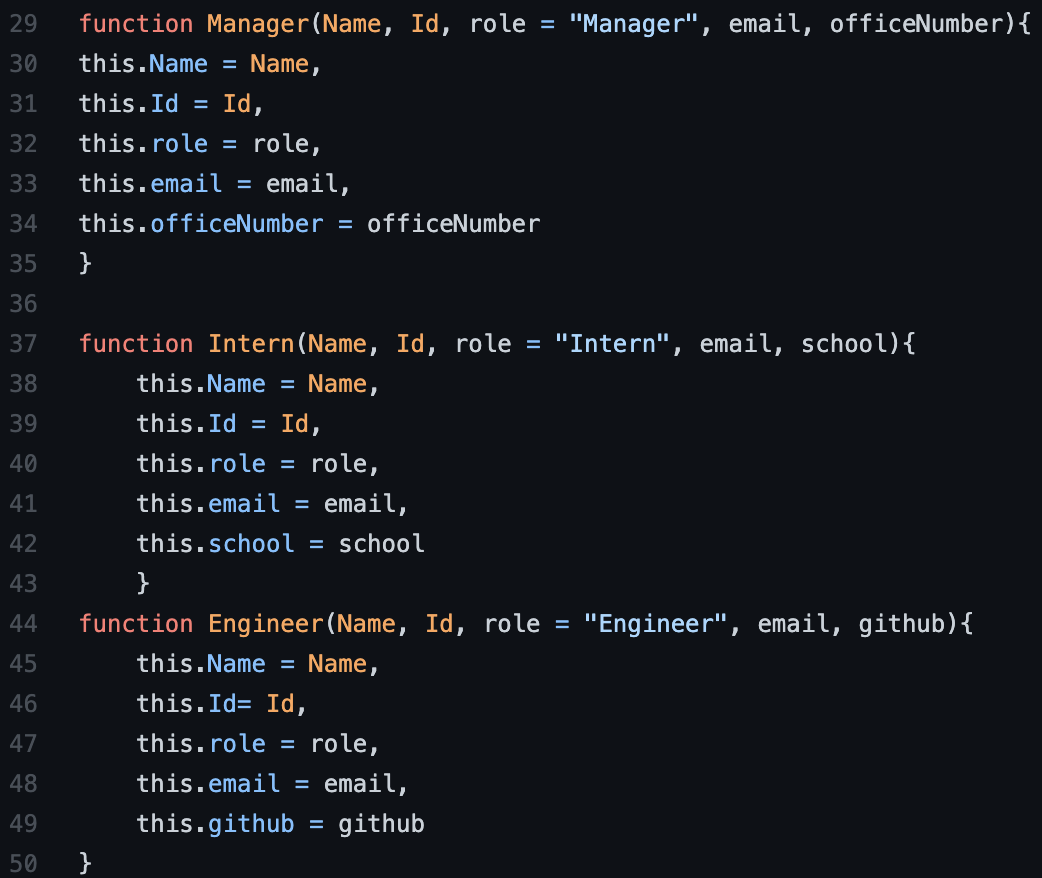 29 function Manager(Name, Id, role = "Manager", email, officeNumber){
30 this.Name = Name,
31 this.Id = Id,
32 this.role = role,
33 this.email = email,
34 this.officeNumber = officeNumber
35 }
36
37 function Intern(Name, Id, role = "Intern", email, school){
38     this.Name = Name,
39     this.Id = Id,
40     this.role = role,
41     this.email = email,
42     this.school = school
43     }
44 function Engineer(Name, Id, role = "Engineer", email, github){
45     this.Name = Name,
46     this.Id= Id,
47     this.role = role,
48     this.email = email,
49     this.github = github
50 }